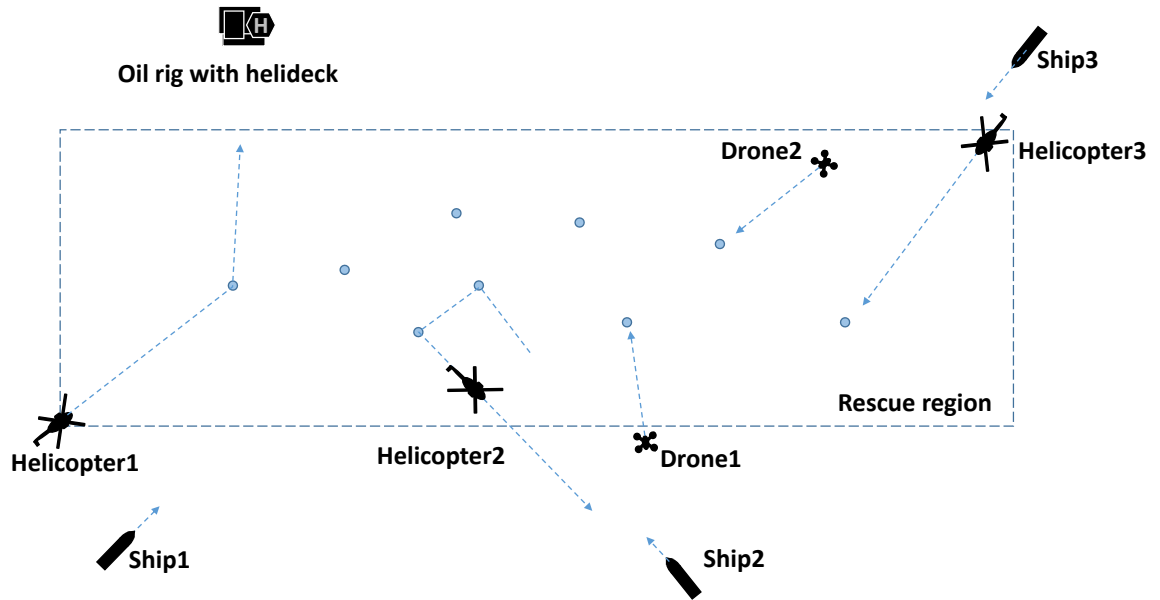 H
Oil rig with helideck
Ship3
Drone2
Helicopter3
Rescue region
Helicopter1
Helicopter2
Drone1
Ship1
Ship2